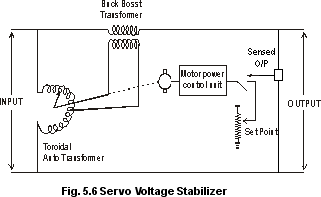 Buck Boost
Transformer
Sensed
O/P
Motor power
control unit
INPUT
OUTPUT
Set Point
Toroidal
Auto Transformer
Fig. 5.6 Servo Voltage Stabilizer